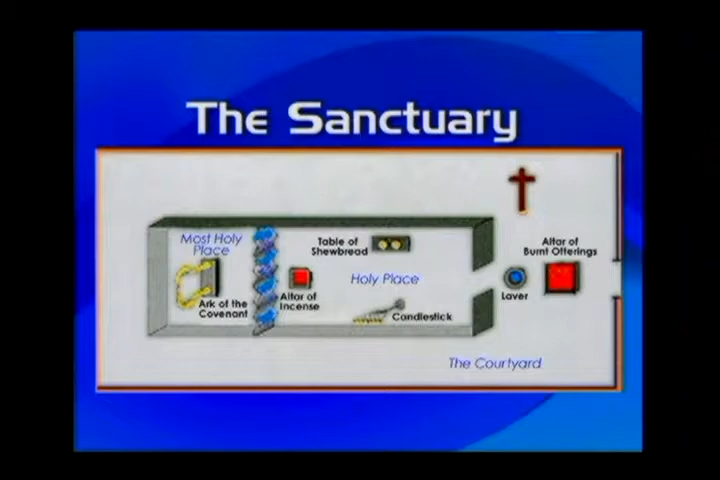 The Sanctuary
Most Holy
Place
Table of
Shewbread
Altar of
Burnt Offerings
Holy Place
Laver
Ark of the
Covenant
Altar of
Incense
Candlestick
The Courtyard